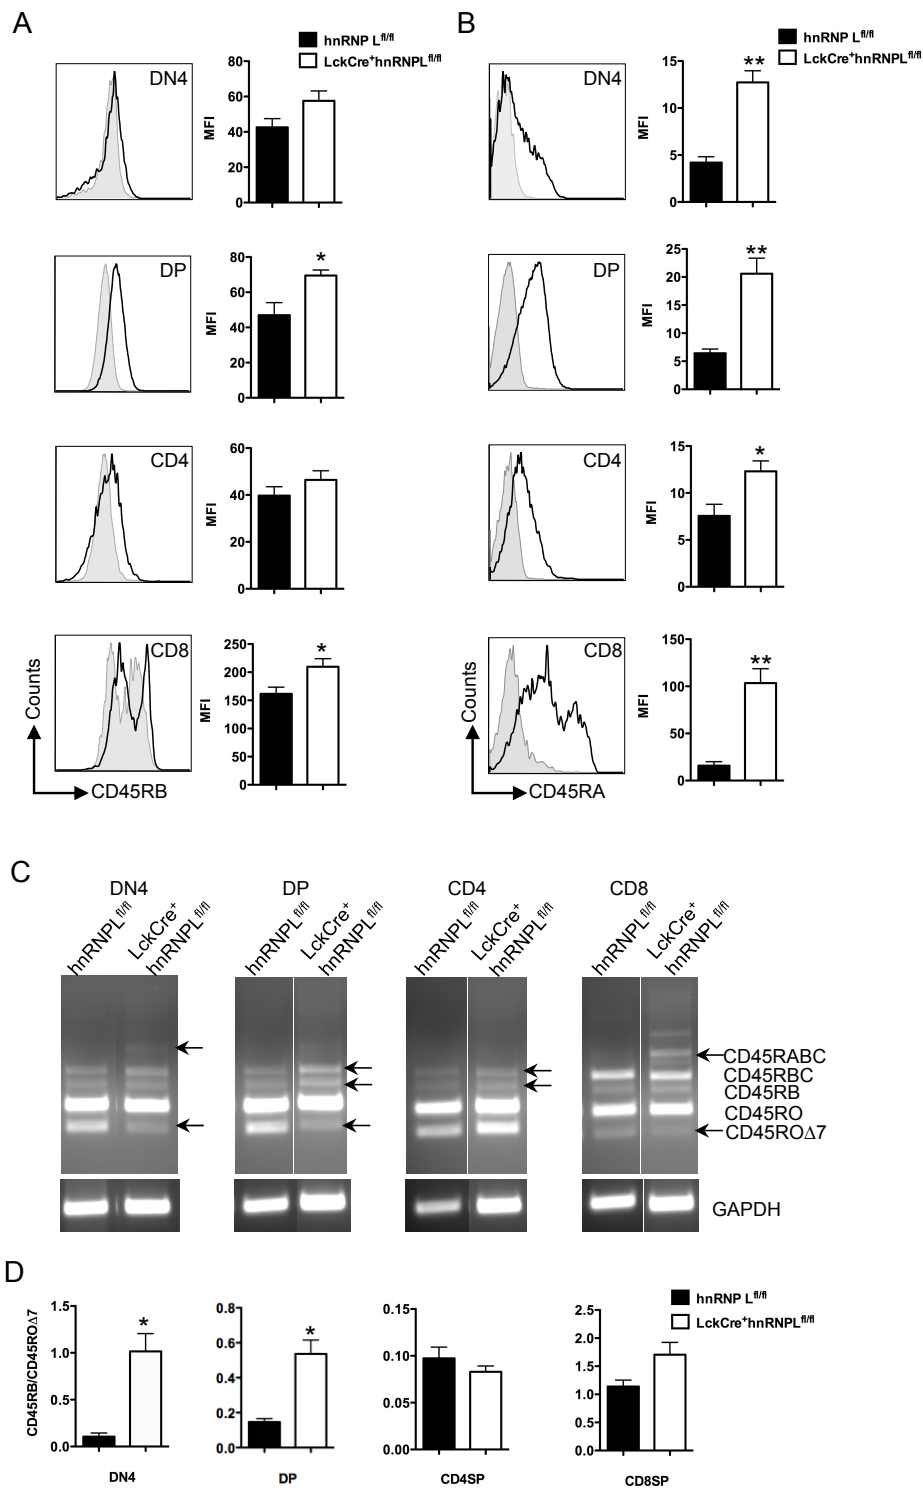 A
B
hnRNP L^fl/fl
LckCre⁺hnRNPL^fl/fl
hnRNP L^fl/fl
LckCre⁺hnRNPL^fl/fl
DN4
80
60
40
20
0
MFI
DN4
15
10
5
0
MFI
**
DP
80
60
40
20
0
MFI
*
DP
25
20
15
10
5
0
MFI
**
CD4
60
40
20
0
MFI
CD4
15
10
5
0
MFI
*
CD8
250
200
150
100
50
0
MFI
*
Counts
CD45RB
CD8
150
100
50
0
MFI
**
Counts
CD45RA
C
DN4
DP
CD4
CD8
hnRNPL^fl/fl
LckCre⁺
hnRNPL^fl/fl
hnRNPL^fl/fl
LckCre⁺
hnRNPL^fl/fl
hnRNPL^fl/fl
LckCre⁺
hnRNPL^fl/fl
hnRNPL^fl/fl
LckCre⁺
hnRNPL^fl/fl
CD45RABC
CD45RBC
CD45RB
CD45RO
CD45ROΔ7
GAPDH
D
hnRNP L^fl/fl
LckCre⁺hnRNPL^fl/fl
CD45RB/CD45ROΔ7
1.5
1.0
0.5
0.0
*
DN4
0.8
0.6
0.4
0.2
0.0
*
DP
0.15
0.10
0.05
0.00
CD4SP
2.5
2.0
1.5
1.0
0.5
0.0
CD8SP